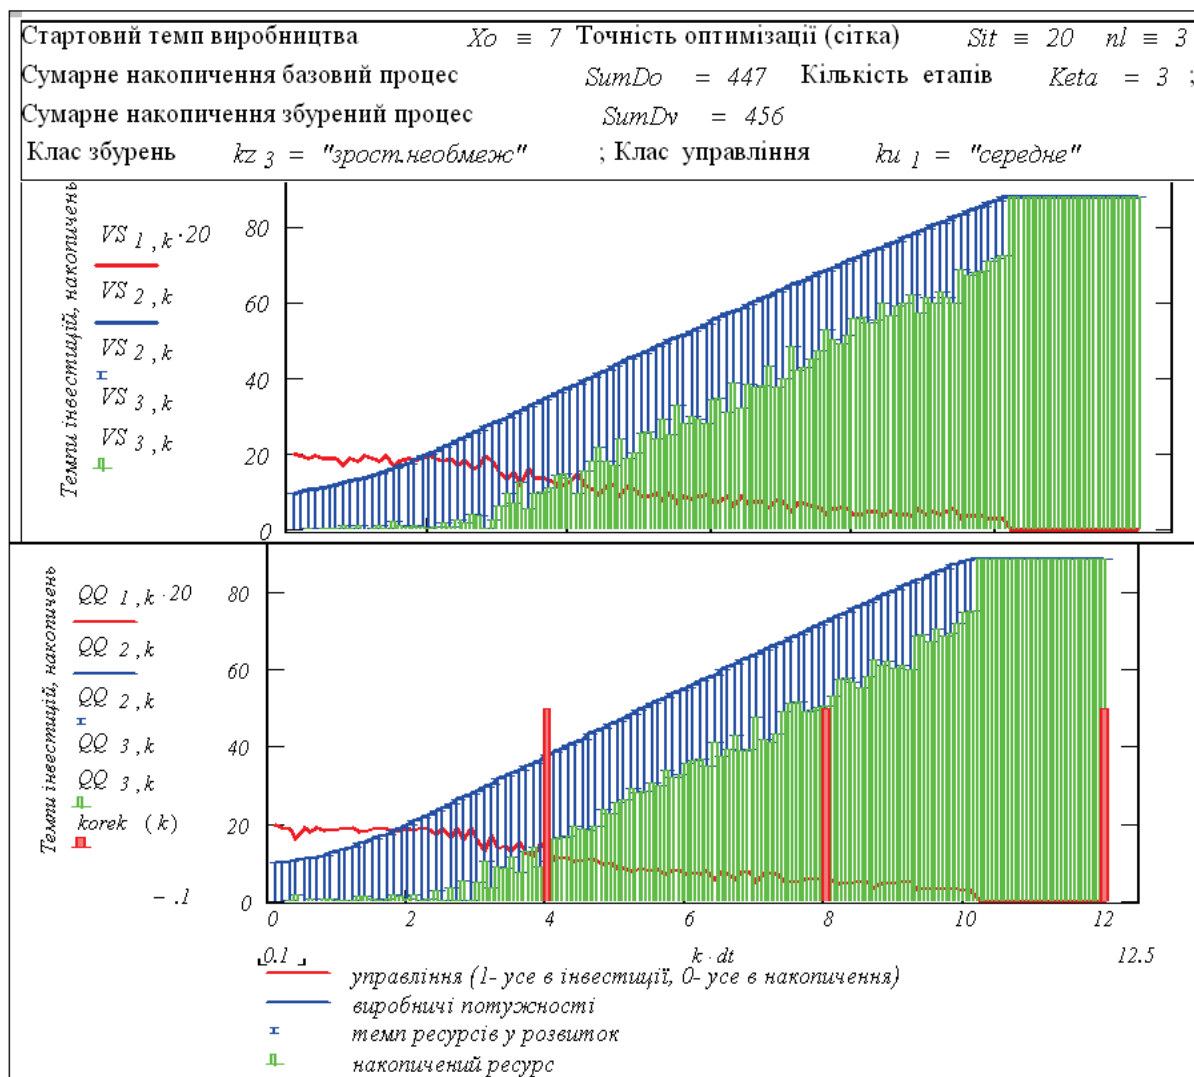 Стартовий темп виробництва Xo ≡ 7 Точність оптимізації (сітка) Sit ≡ 20 nl ≡ 3
Сумарне накопичення базовий процес SumDo = 447 Кількість етапів Keta = 3 ;
Сумарне накопичення збурений процес SumDv = 456
Клас збурень kz 3 = "зрост.необмеж" ; Клас управління ku 1 = "середне"
Темпи інвестицій, накопичень
VS 1 , k ·20
VS 2 , k
VS 2 , k
VS 3 , k
VS 3 , k
80
60
40
20
0
Темпи інвестицій, накопичень
QQ 1 , k ·20
QQ 2 , k
QQ 2 , k
QQ 3 , k
QQ 3 , k
korek (k)
− .1
80
60
40
20
0
0 2 4 6 8 10 12
0.1 k · dt 12.5
управління (1- усе в інвестиції, 0- усе в накопичення)
виробничі потужності
темп ресурсів у розвиток
накопичений ресурс